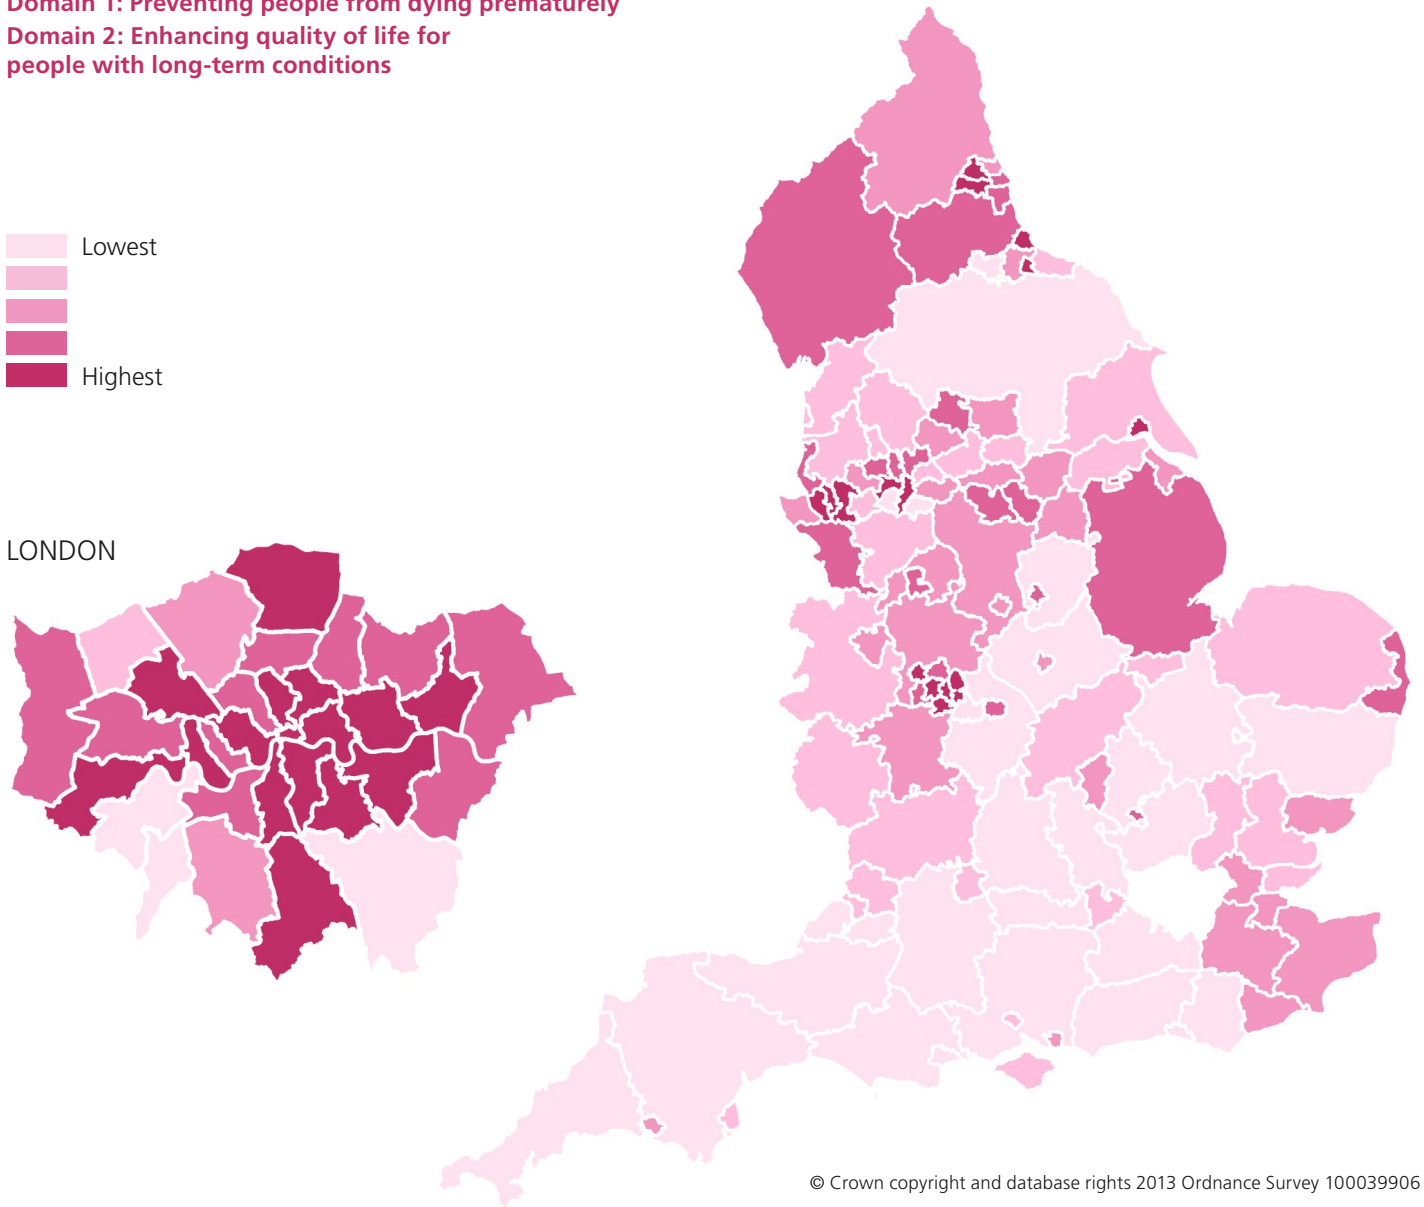 Domain 1: Preventing people from dying prematurely
Domain 2: Enhancing quality of life for
people with long-term conditions
Lowest
Highest
LONDON
© Crown copyright and database rights 2013 Ordnance Survey 100039906